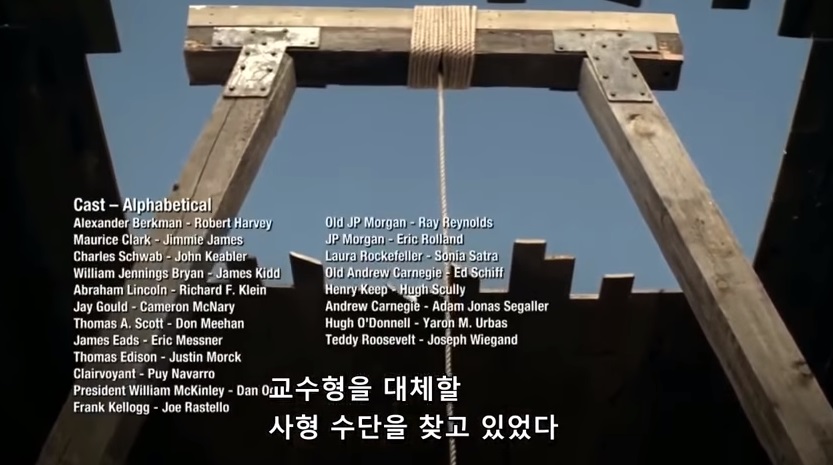 Cast – Alphabetical
Alexander Berkman - Robert Harvey
Maurice Clark - Jimmie James
Charles Schwab - John Keabler
William Jennings Bryan - James Kidd
Abraham Lincoln - Richard F. Klein
Jay Gould - Cameron McNary
Thomas A. Scott - Don Meehan
James Eads - Eric Messner
Thomas Edison - Justin Morck
Clairvoyant - Puy Navarro
President William McKinley - Dan
Frank Kellogg - Joe Rastello
Old JP Morgan - Ray Reynolds
JP Morgan - Eric Rolland
Laura Rockefeller - Sonia Satra
Old Andrew Carnegie - Ed Schiff
Henry Keep - Hugh Scully
Andrew Carnegie - Adam Jonas Segaller
Hugh O'Donnell - Yaron M. Urbas
Teddy Roosevelt - Joseph Wiegand
교수형을 대체할
사형 수단을 찾고 있었다